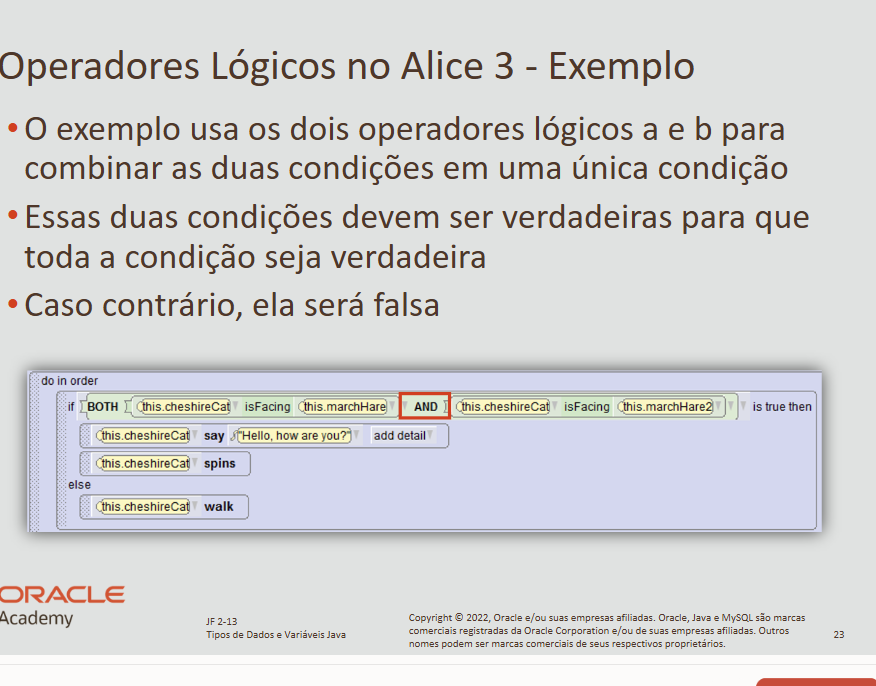 Operadores Lógicos no Alice 3 - Exemplo
• O exemplo usa os dois operadores lógicos a e b para
combinar as duas condições em uma única condição
• Essas duas condições devem ser verdadeiras para que
toda a condição seja verdadeira
• Caso contrário, ela será falsa
do in order
if BOTH this.cheshireCat isFacing this.marchHare AND this.cheshireCat isFacing this.marchHare2 is true then
this.cheshireCat say "Hello, how are you?" add detail
this.cheshireCat spins
else
this.cheshireCat walk
ORACLE
Academy
JF 2-13
Tipos de Dados e Variáveis Java
Copyright © 2022, Oracle e/ou suas empresas afiliadas. Oracle, Java e MySQL são marcas
comerciais registradas da Oracle Corporation e/ou de suas empresas afiliadas. Outros
nomes podem ser marcas comerciais de seus respectivos proprietários.
23